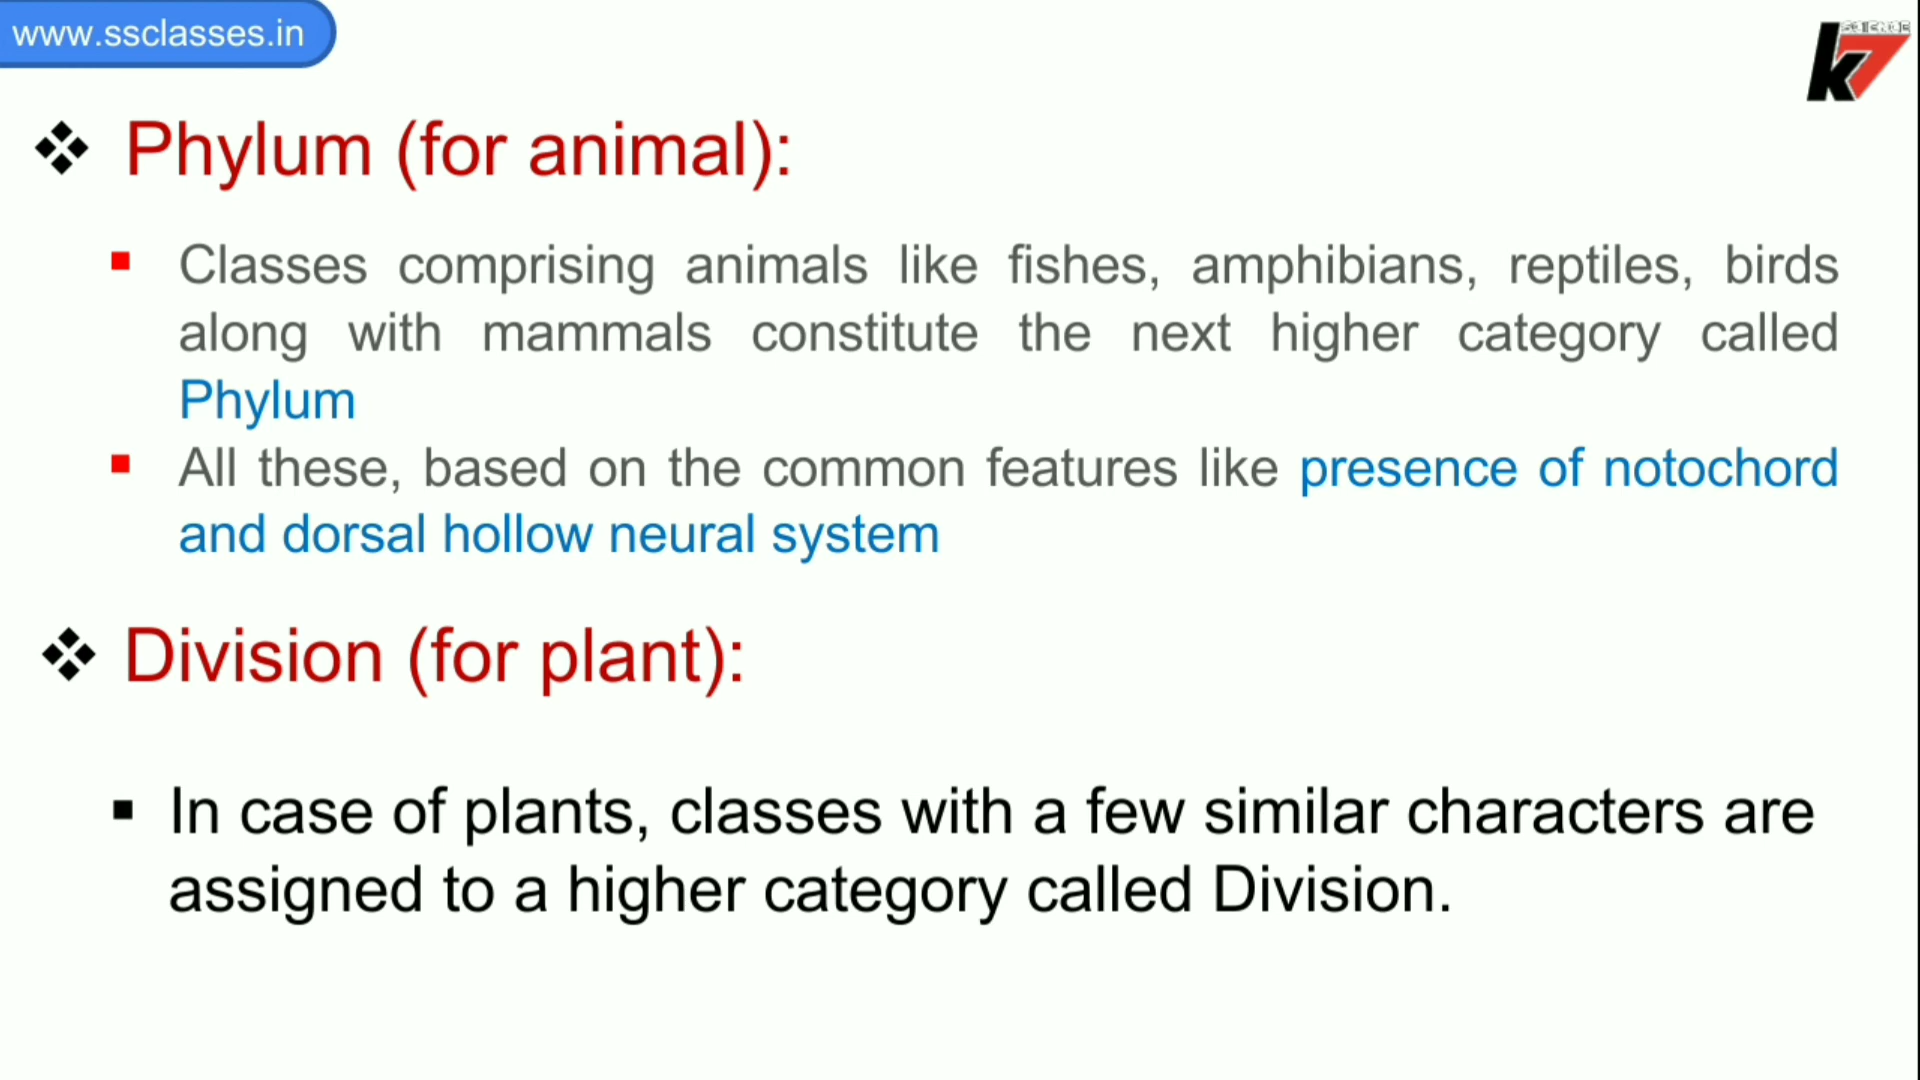 www.ssclasses.in
SCIENCE
k7
❖ Phylum (for animal):
▪ Classes comprising animals like fishes, amphibians, reptiles, birds
along with mammals constitute the next higher category called
Phylum
▪ All these, based on the common features like presence of notochord
and dorsal hollow neural system
❖ Division (for plant):
▪ In case of plants, classes with a few similar characters are
assigned to a higher category called Division.